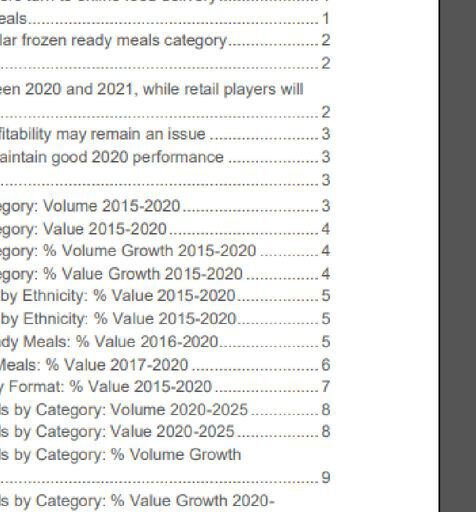 eals.......................................................................................... 1
lar frozen ready meals category........................... 2
................................................................................................... 2
en 2020 and 2021, while retail players will
................................................................................................... 2
fitability may remain an issue ................................ 3
aintain good 2020 performance ............................ 3
................................................................................................... 3
gory: Volume 2015-2020........................................ 3
gory: Value 2015-2020........................................... 4
gory: % Volume Growth 2015-2020 ................. 4
gory: % Value Growth 2015-2020 .................... 4
by Ethnicity: % Value 2015-2020........................... 5
by Ethnicity: % Value 2015-2020........................... 5
dy Meals: % Value 2016-2020................................ 5
Meals: % Value 2017-2020 ..................................... 6
y Format: % Value 2015-2020 ................................ 7
ls by Category: Volume 2020-2025 ....................... 8
ls by Category: Value 2020-2025 .......................... 8
ls by Category: % Volume Growth
................................................................................................... 9
ls by Category: % Value Growth 2020-